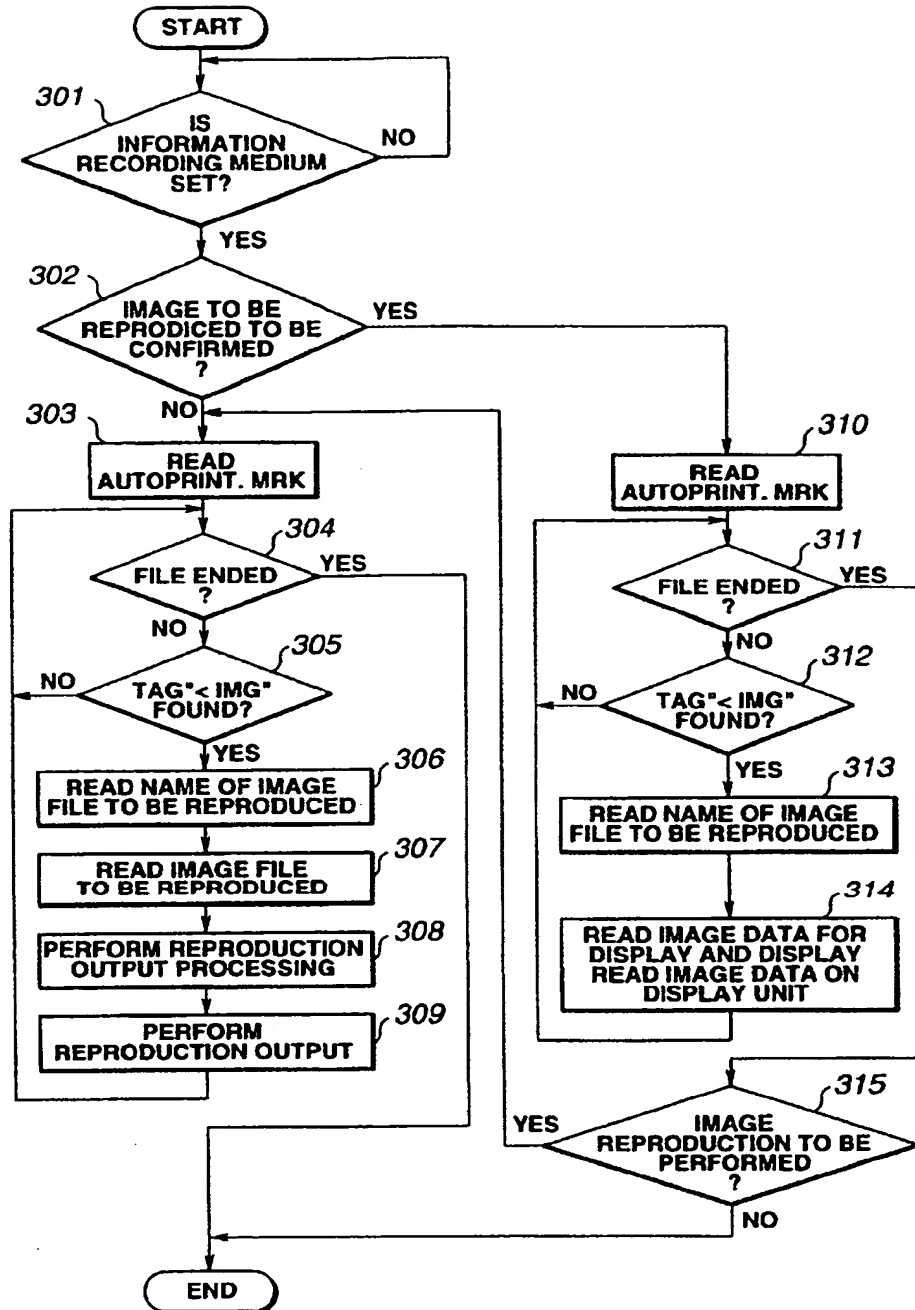 START
301
IS
INFORMATION
RECORDING MEDIUM
SET?
NO
YES
302
IMAGE TO BE
REPRODICED TO BE
CONFIRMED
?
YES
NO
303
READ
AUTOPRINT. MRK
304
FILE ENDED
?
YES
NO
305
TAG"< IMG"
FOUND?
NO
YES
306
READ NAME OF IMAGE
FILE TO BE REPRODUCED
307
READ IMAGE FILE
TO BE REPRODUCED
308
PERFORM REPRODUCTION
OUTPUT PROCESSING
309
PERFORM
REPRODUCTION OUTPUT
310
READ
AUTOPRINT. MRK
311
FILE ENDED
?
YES
NO
312
TAG"< IMG"
FOUND?
NO
YES
313
READ NAME OF IMAGE
FILE TO BE REPRODUCED
314
READ IMAGE DATA FOR
DISPLAY AND DISPLAY
READ IMAGE DATA ON
DISPLAY UNIT
315
IMAGE
REPRODUCTION TO BE
PERFORMED
?
YES
NO
END